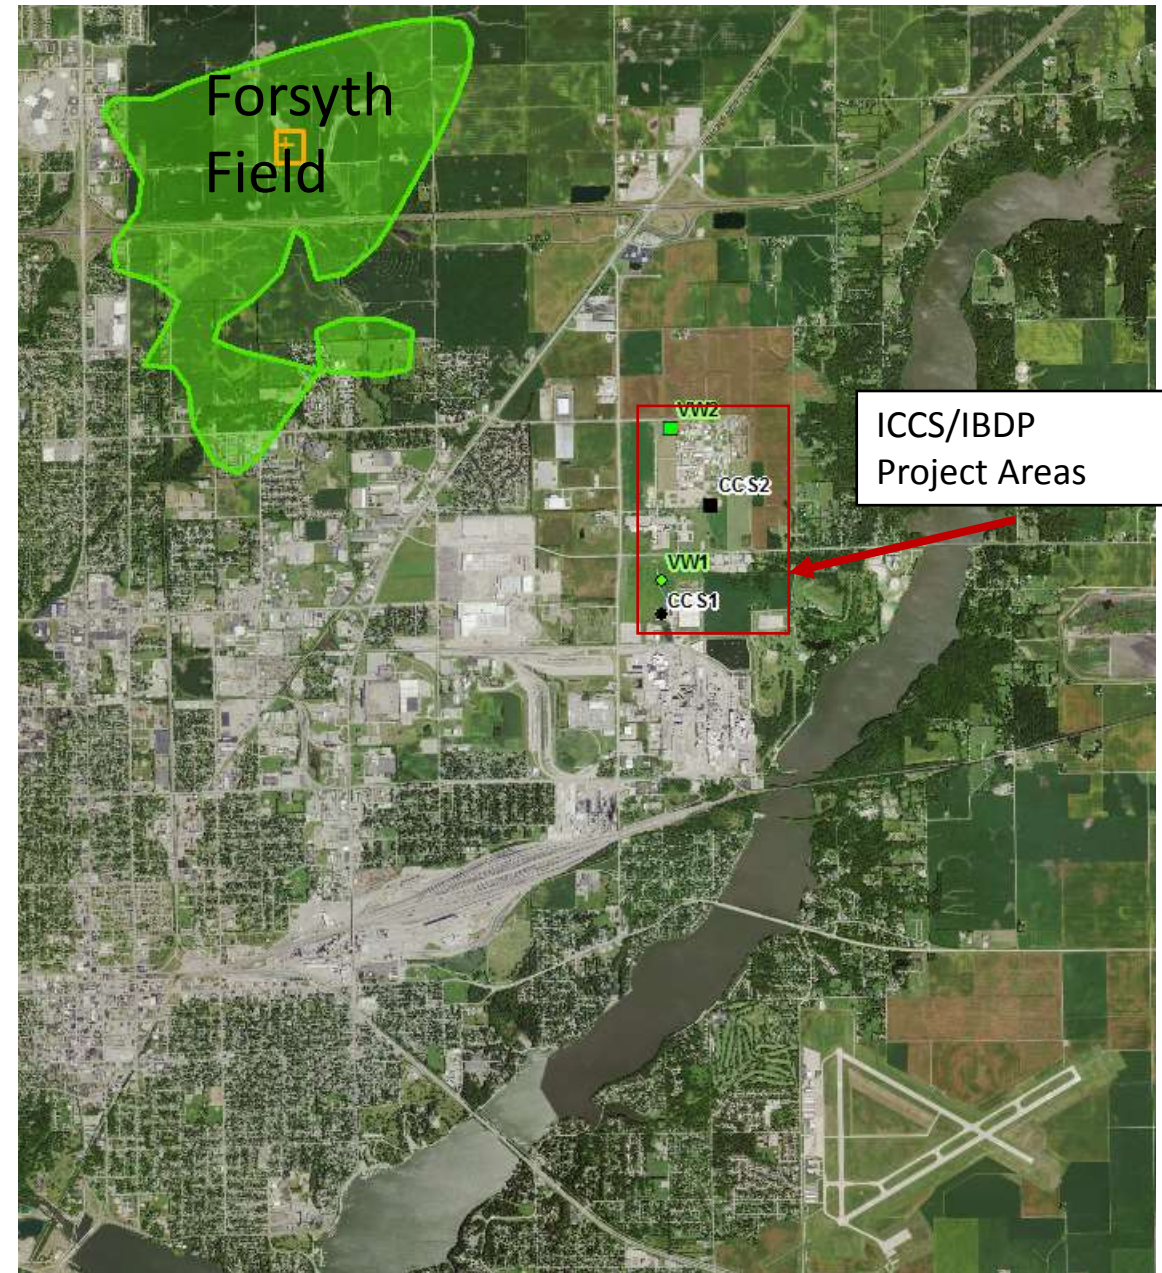 Forsyth
Field
ICCS/IBDP
Project Areas
VW2
CCS2
VW1
CCS1